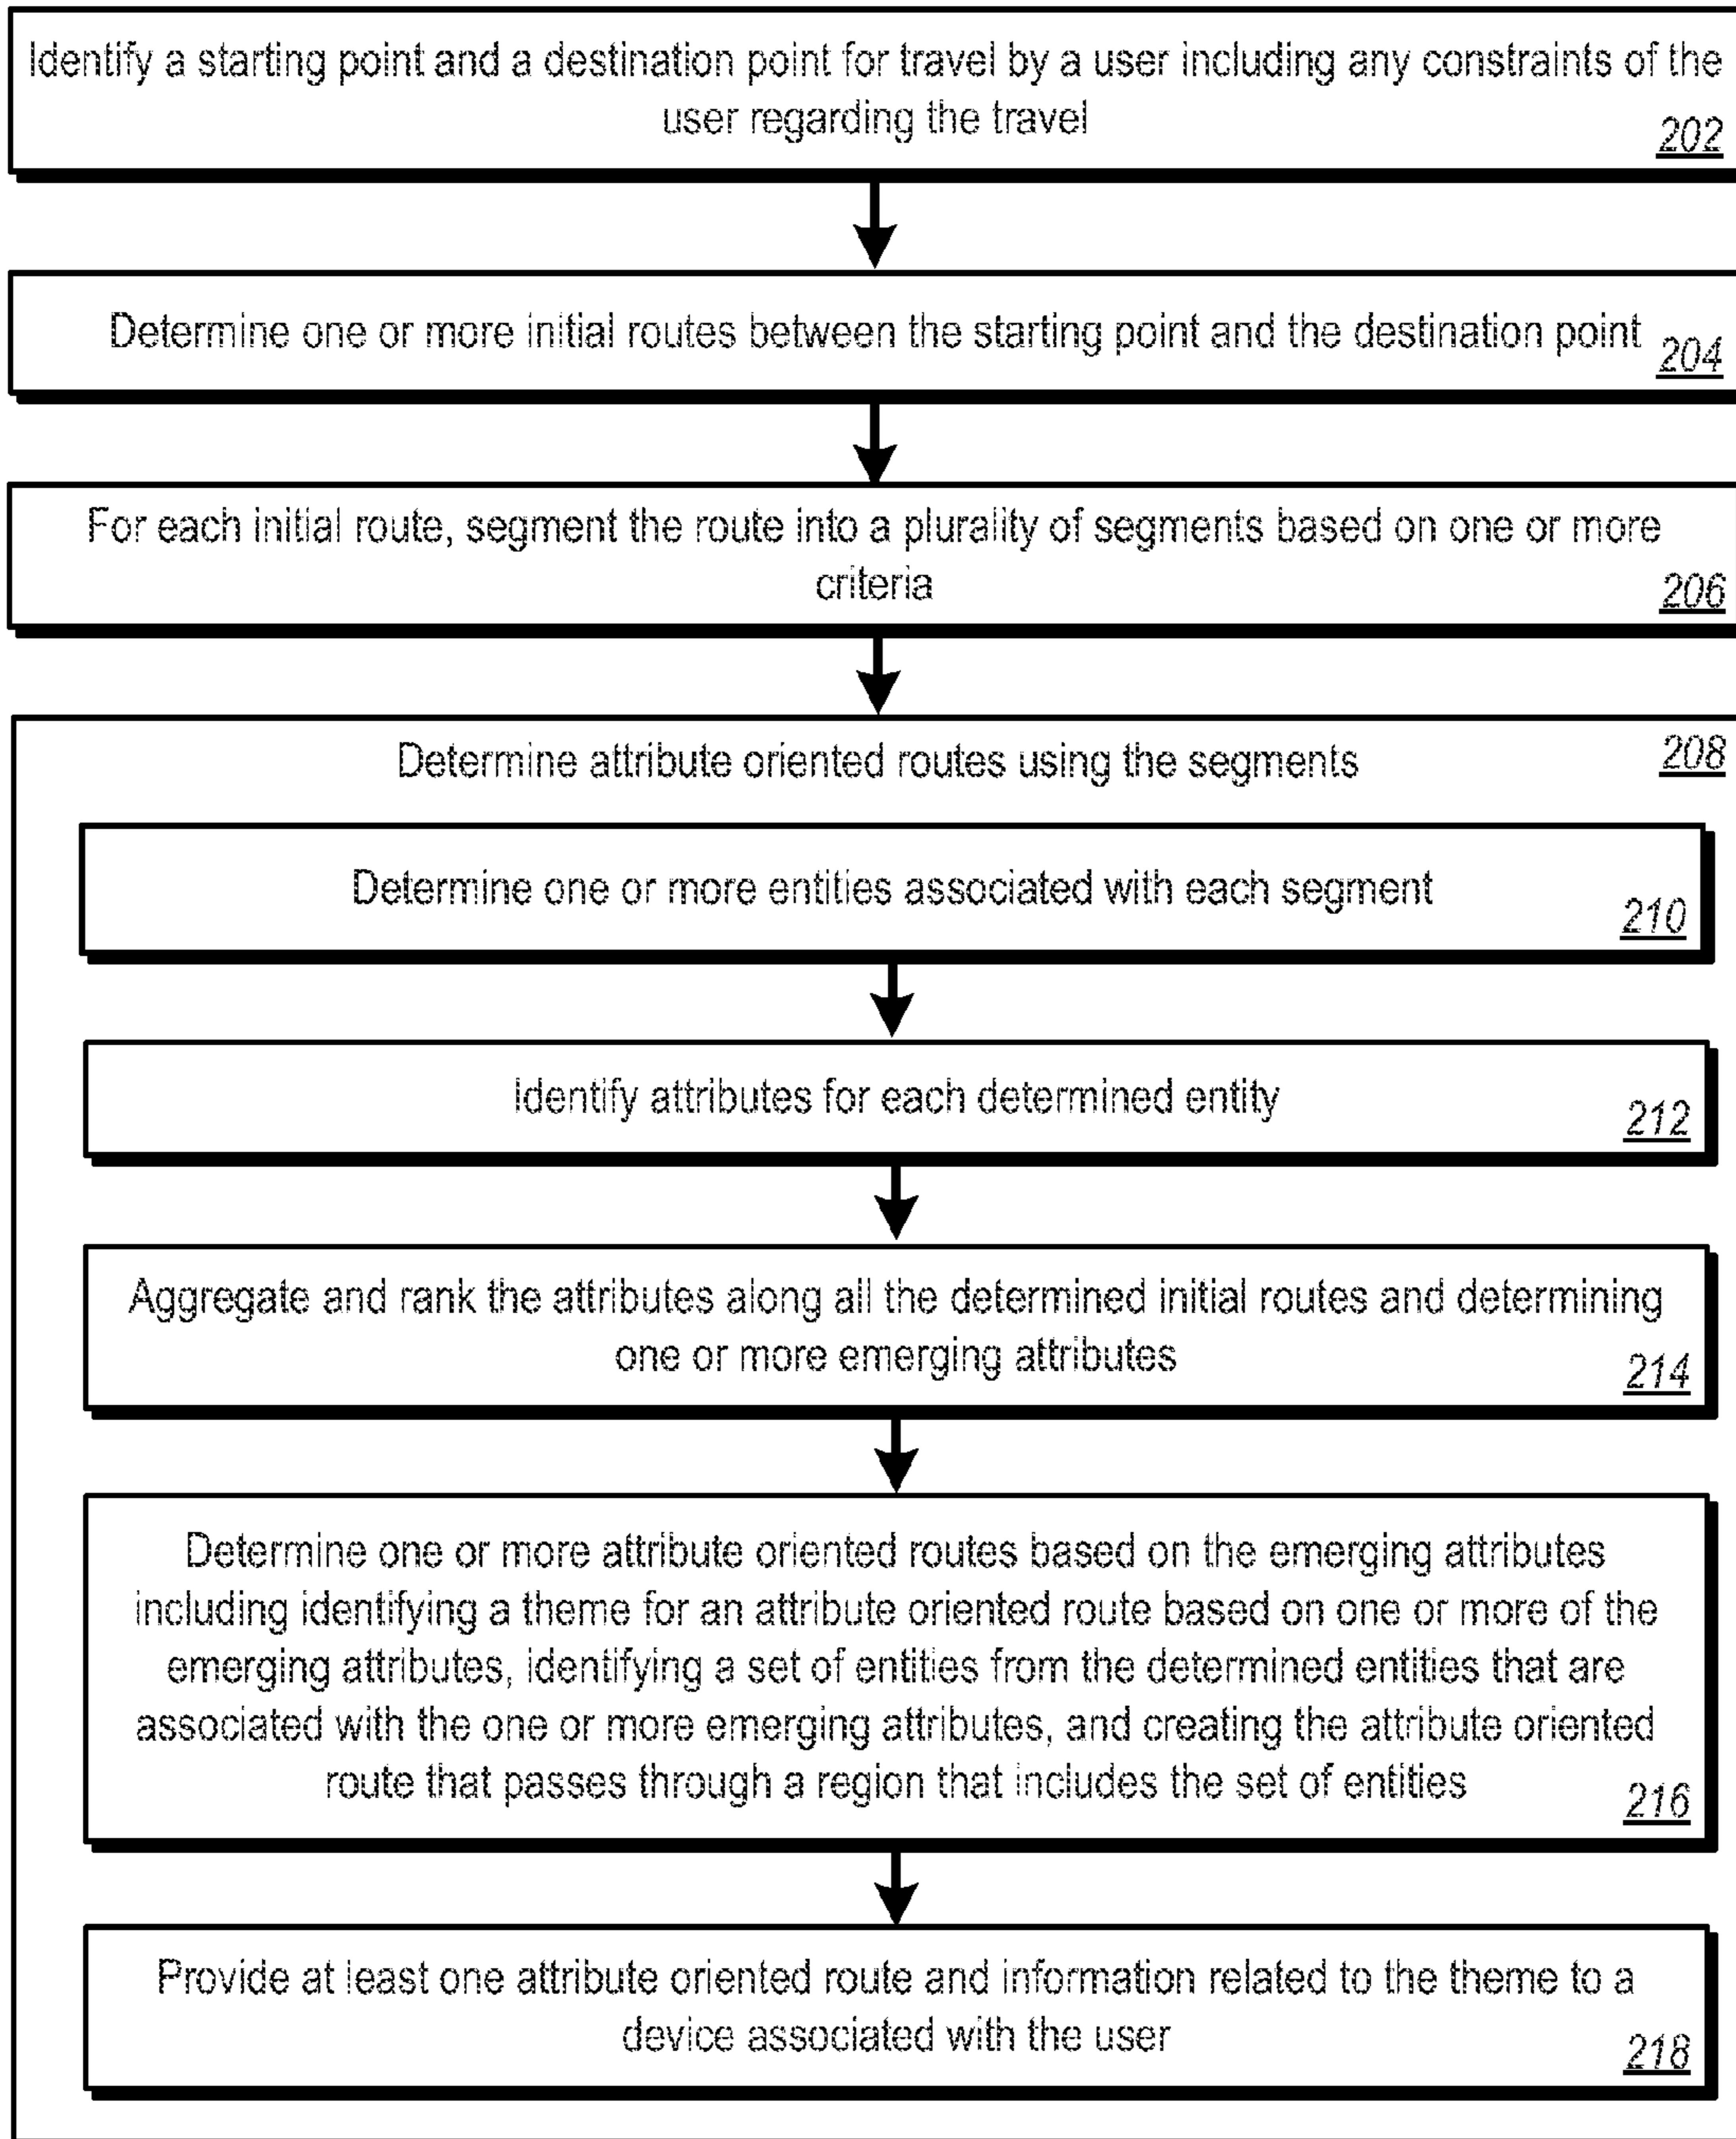 Identify a starting point and a destination point for travel by a user including any constraints of the
user regarding the travel
202
Determine one or more initial routes between the starting point and the destination point
204
For each initial route, segment the route into a plurality of segments based on one or more
criteria
206
Determine attribute oriented routes using the segments
208
Determine one or more entities associated with each segment
210
Identify attributes for each determined entity
212
Aggregate and rank the attributes along all the determined initial routes and determining
one or more emerging attributes
214
Determine one or more attribute oriented routes based on the emerging attributes
including identifying a theme for an attribute oriented route based on one or more of the
emerging attributes, identifying a set of entities from the determined entities that are
associated with the one or more emerging attributes, and creating the attribute oriented
route that passes through a region that includes the set of entities
216
Provide at least one attribute oriented route and information related to the theme to a
device associated with the user
218